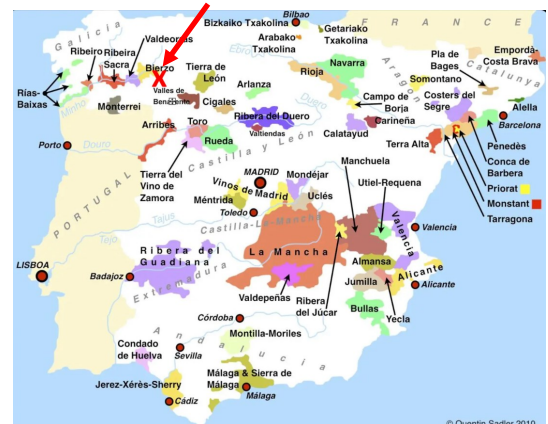 Bilbao
Bizkaiko Txakolina
Getariako
Txakolina
Arabako
Txakolina
FRANCE
Galicia
Valdeorras
Ribeiro
Ribeira
Sacra
Bierzo
X
Tierra de
León
Ebro
Navarra
Rioja
Aragon
Pla de
Bages
Empordà-
Costa Brava
Catalunya
Somontano
Costers del
Segre
Rías-
Baixas
Minho
Monterrei
Valles de
Benavente
Cigales
Arlanza
Duero
Campo de
Borja
Cariñena
Alella
Barcelona
Arribes
Toro
Rueda
Ribera del Duero
Valtiendas
Calatayud
Terra Alta
Penedès
Conca de
Barbera
Priorat
Monstant
Tarragona
Porto
Douro
Castilla y León
Tierra del
Vino de
Zamora
MADRID
Mondéjar
Manchuela
Utiel-Requena
Vinos de Madrid
Méntrida
Uclés
Toledo
PORTUGAL
Tajus
Tejo
Castilla-La-Mancha
Valencia
Valencia
LISBOA
Ribera del
Guadiana
Badajoz
Extremadura
La Mancha
Almansa
Alicante
Alicante
Jumilla
Valdepeñas
Ribera
del Júcar
Yecla
Bullas
Córdoba
Montilla-Moriles
Andalucia
Condado
de Huelva
Sevilla
Jerez-Xérès-Sherry
Málaga & Sierra de
Málaga
Málaga
Cádiz
© Quentin Sadler 2010